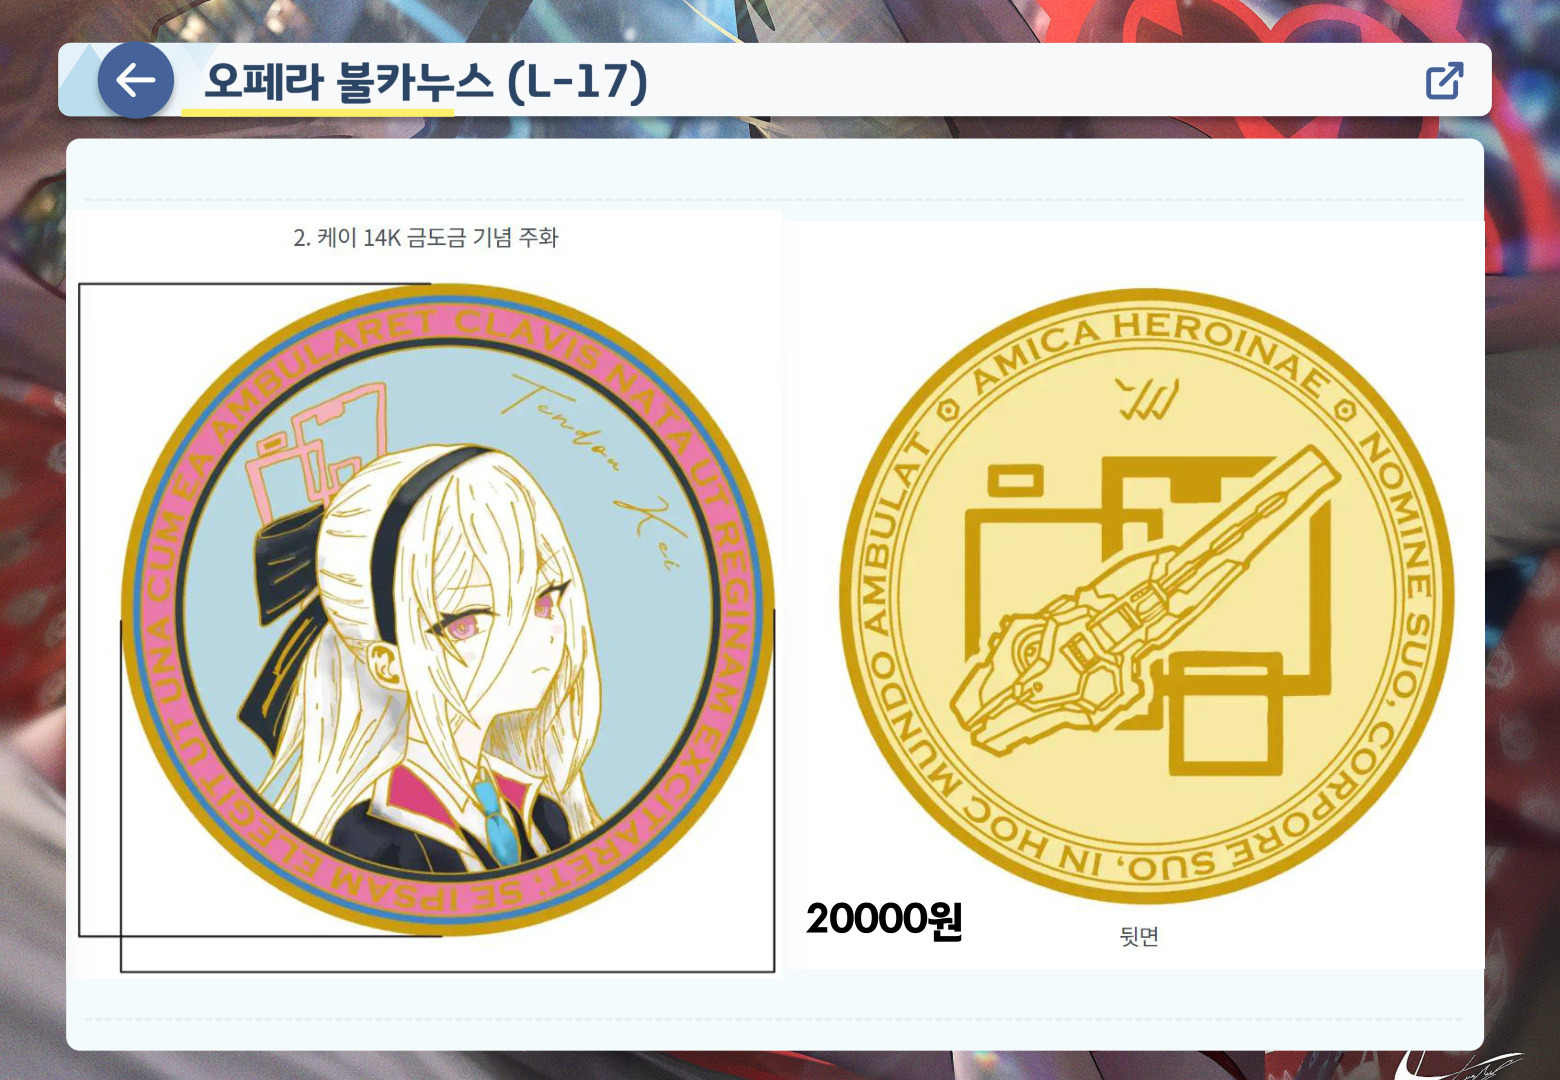 오페라 불카누스 (L-17)
2. 케이 14K 금도금 기념 주화
CLAVIS NATA UT REGINAM EXCITARET; SE IPSAM ELEGIT UT UNA CUM EA AMBULARET
Tendou Kei
AMICA HEROINAE
NOMINE SUO, CORPORE SUO, IN HOC MUNDO AMBULAT
20000원
뒷면